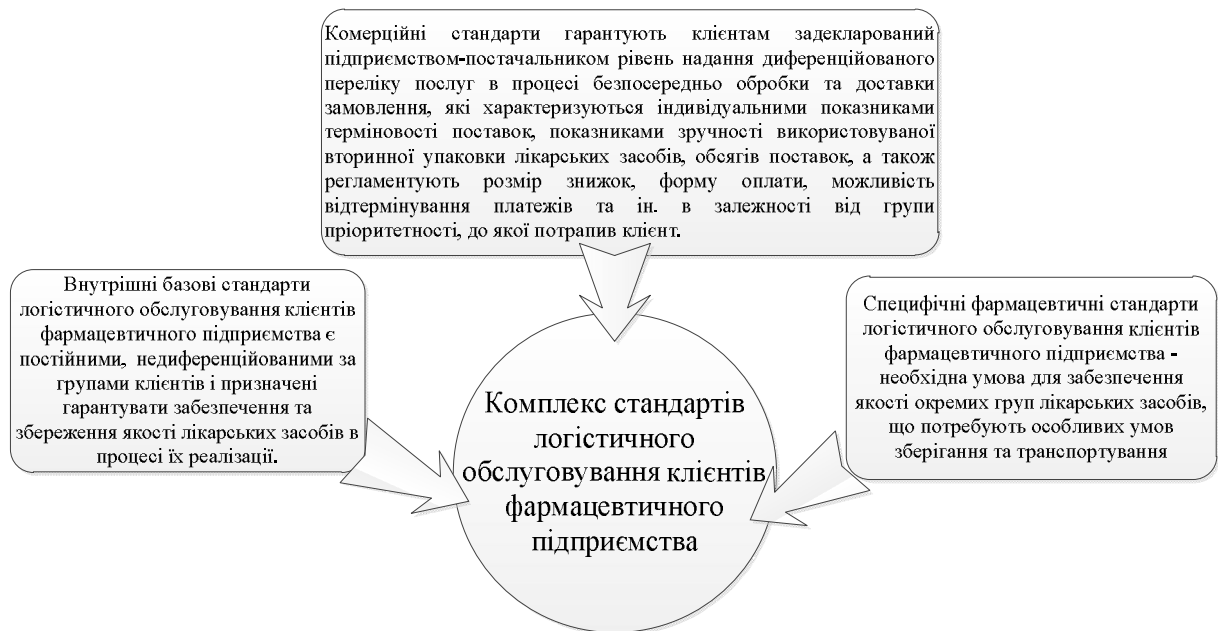 Комерційні стандарти гарантують клієнтам задекларований
підприємством-постачальником рівень надання диференційованого
переліку послуг в процесі безпосередньо обробки та доставки
замовлення, які характеризуються індивідуальними показниками
терміновості поставок, показниками зручності використовуваної
вторинної упаковки лікарських засобів, обсягів поставок, а також
регламентують розмір знижок, форму оплати, можливість
відтермінування платежів та ін. в залежності від групи
пріоритетності, до якої потрапив клієнт.
Внутрішні базові стандарти
логістичного обслуговування клієнтів
фармацевтичного підприємства є
постійними, недиференційованими за
групами клієнтів і призначені
гарантувати забезпечення та
збереження якості лікарських засобів в
процесі їх реалізації.
Специфічні фармацевтичні стандарти
логістичного обслуговування клієнтів
фармацевтичного підприємства -
необхідна умова для забезпечення
якості окремих груп лікарських засобів,
що потребують особливих умов
зберігання та транспортування
Комплекс стандартів
логістичного
обслуговування клієнтів
фармацевтичного
підприємства